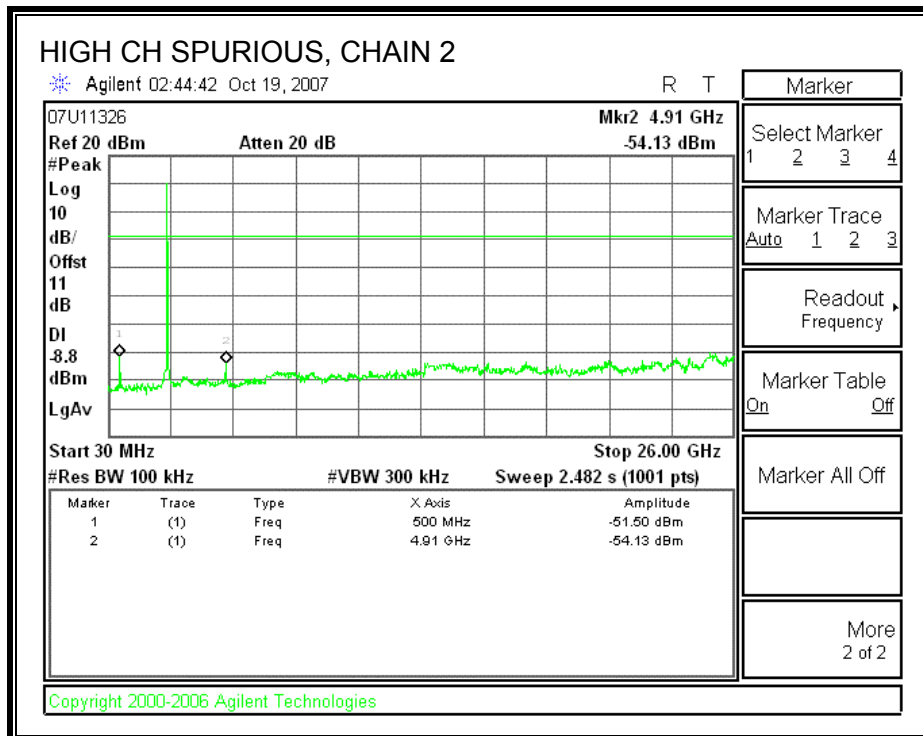 HIGH CH SPURIOUS, CHAIN 2
Agilent 02:44:42 Oct 19, 2007 R T
07U11326 Mkr2 4.91 GHz
Ref 20 dBm Atten 20 dB -54.13 dBm
#Peak
Log
10
dB/
Offst
11
dB
DI
-8.8
dBm
LgAv
1
2
Start 30 MHz Stop 26.00 GHz
#Res BW 100 kHz #VBW 300 kHz Sweep 2.482 s (1001 pts)
Marker Trace Type X Axis Amplitude
1 (1) Freq 500 MHz -51.50 dBm
2 (1) Freq 4.91 GHz -54.13 dBm
Copyright 2000-2006 Agilent Technologies
Marker
Select Marker
1 2 3 4
Marker Trace
Auto 1 2 3
Readout
Frequency
Marker Table
On Off
Marker All Off
More
2 of 2